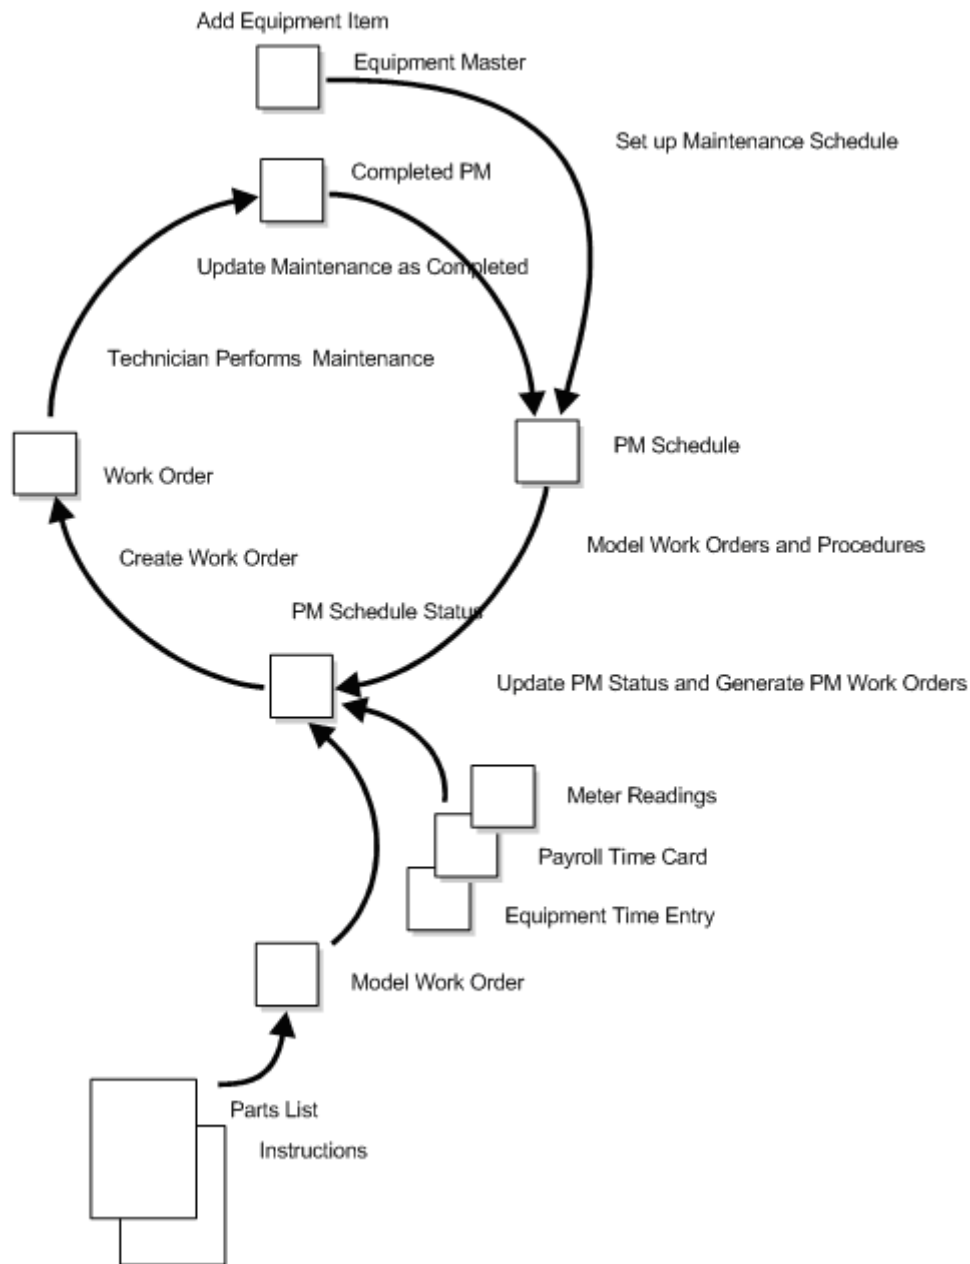 Add Equipment Item
Equipment Master
Set up Maintenance Schedule
Completed PM
Update Maintenance as Completed
Technician Performs  Maintenance
PM Schedule
Work Order
Model Work Orders and Procedures
Create Work Order
PM Schedule Status
Update PM Status and Generate PM Work Orders
Meter Readings
Payroll Time Card
Equipment Time Entry
Model Work Order
Parts List
Instructions